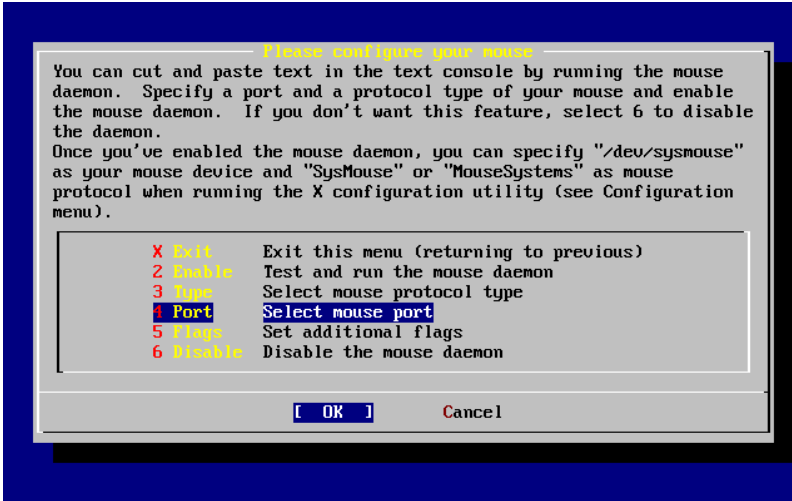 Please configure your mouse
You can cut and paste text in the text console by running the mouse
daemon.  Specify a port and a protocol type of your mouse and enable
the mouse daemon.  If you don't want this feature, select 6 to disable
the daemon.
Once you've enabled the mouse daemon, you can specify "/dev/sysmouse"
as your mouse device and "SysMouse" or "MouseSystems" as mouse
protocol when running the X configuration utility (see Configuration
menu).
X Exit     Exit this menu (returning to previous)
2 Enable   Test and run the mouse daemon
3 Type     Select mouse protocol type
4 Port     Select mouse port
5 Flags    Set additional flags
6 Disable  Disable the mouse daemon
[  OK  ]       Cancel